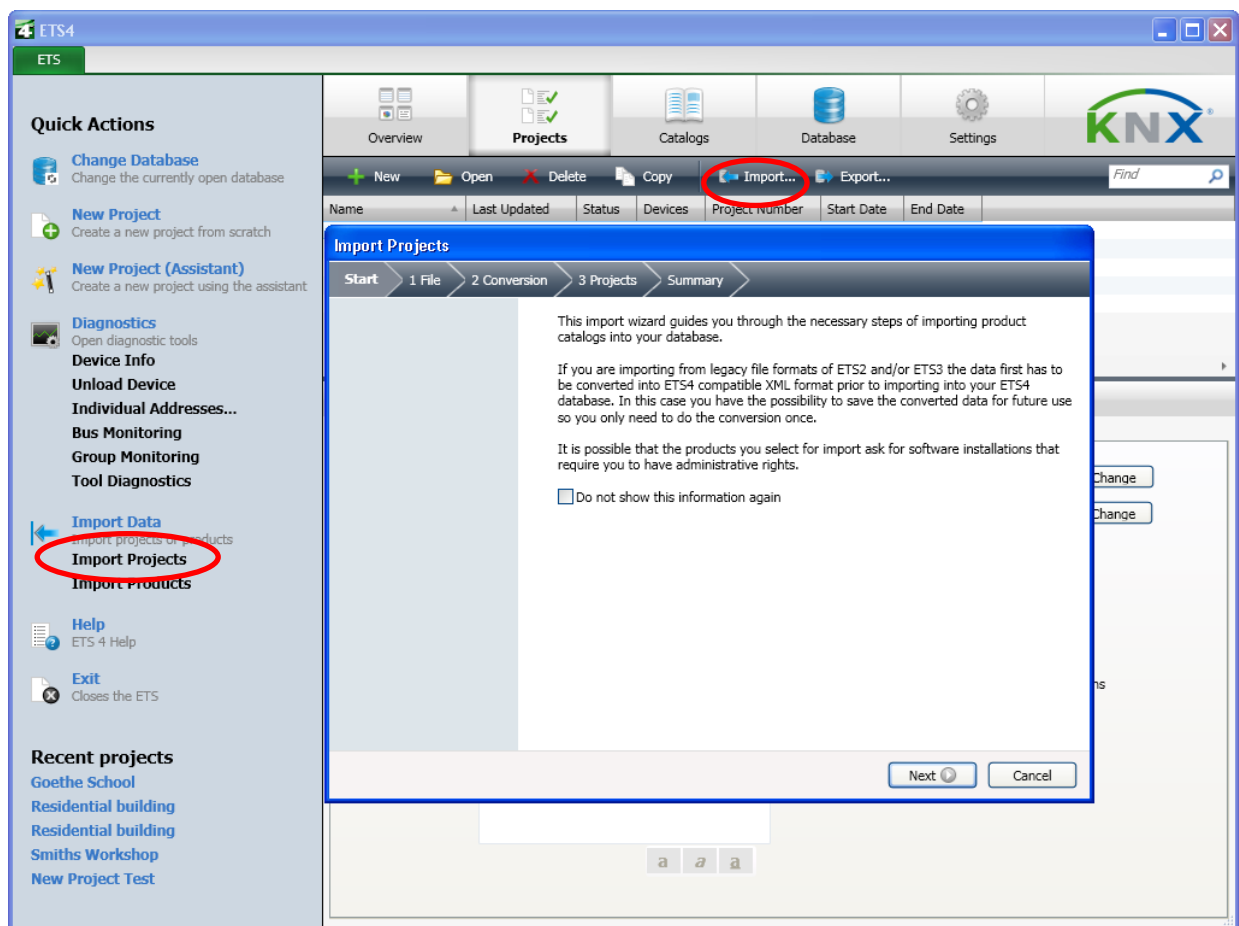 ETS4
ETS
Quick Actions
Change Database
Change the currently open database
New Project
Create a new project from scratch
New Project (Assistant)
Create a new project using the assistant
Diagnostics
Open diagnostic tools
Device Info
Unload Device
Individual Addresses...
Bus Monitoring
Group Monitoring
Tool Diagnostics
Import Data
Import projects or products
Import Projects
Import Products
Help
ETS 4 Help
Exit
Closes the ETS
Recent projects
Goethe School
Residential building
Residential building
Smiths Workshop
New Project Test
Overview Projects Catalogs Database Settings
KNX
New Open Delete Copy Import... Export... Find
Name Last Updated Status Devices Project Number Start Date End Date
Import Projects
Start 1 File 2 Conversion 3 Projects Summary
This import wizard guides you through the necessary steps of importing product
catalogs into your database.
If you are importing from legacy file formats of ETS2 and/or ETS3 the data first has to
be converted into ETS4 compatible XML format prior to importing into your ETS4
database. In this case you have the possibility to save the converted data for future use
so you only need to do the conversion once.
It is possible that the products you select for import ask for software installations that
require you to have administrative rights.
Do not show this information again
Change
Change
ns
Next Cancel
a a a